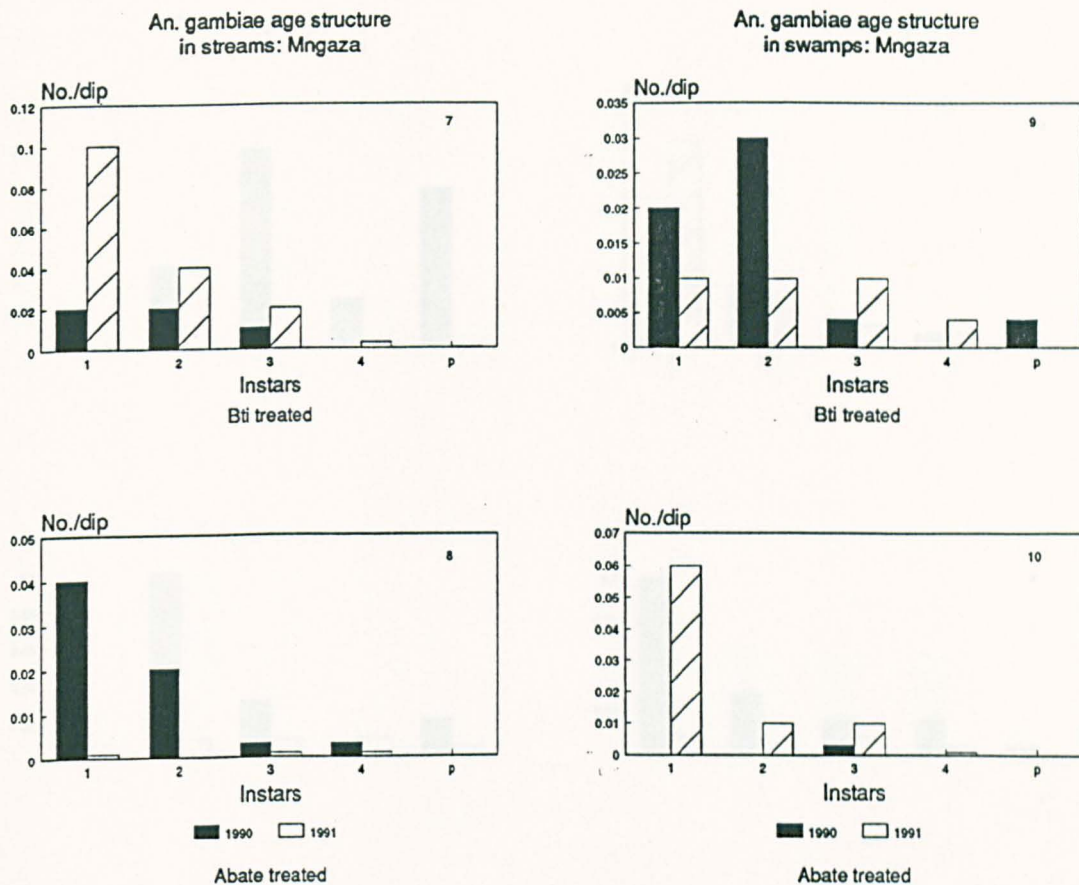 An. gambiae age structure
in streams: Mngaza
No./dip
0.12
0.1
0.08
0.06
0.04
0.02
0
7
1 2 3 4 p
Instars
Bti treated
An. gambiae age structure
in swamps: Mngaza
No./dip
0.035
0.03
0.025
0.02
0.015
0.01
0.005
0
9
1 2 3 4 p
Instars
Bti treated
No./dip
0.05
0.04
0.03
0.02
0.01
0
8
1 2 3 4 p
Instars
1990 1991
Abate treated
No./dip
0.07
0.06
0.05
0.04
0.03
0.02
0.01
0
10
1 2 3 4 p
Instars
1990 1991
Abate treated